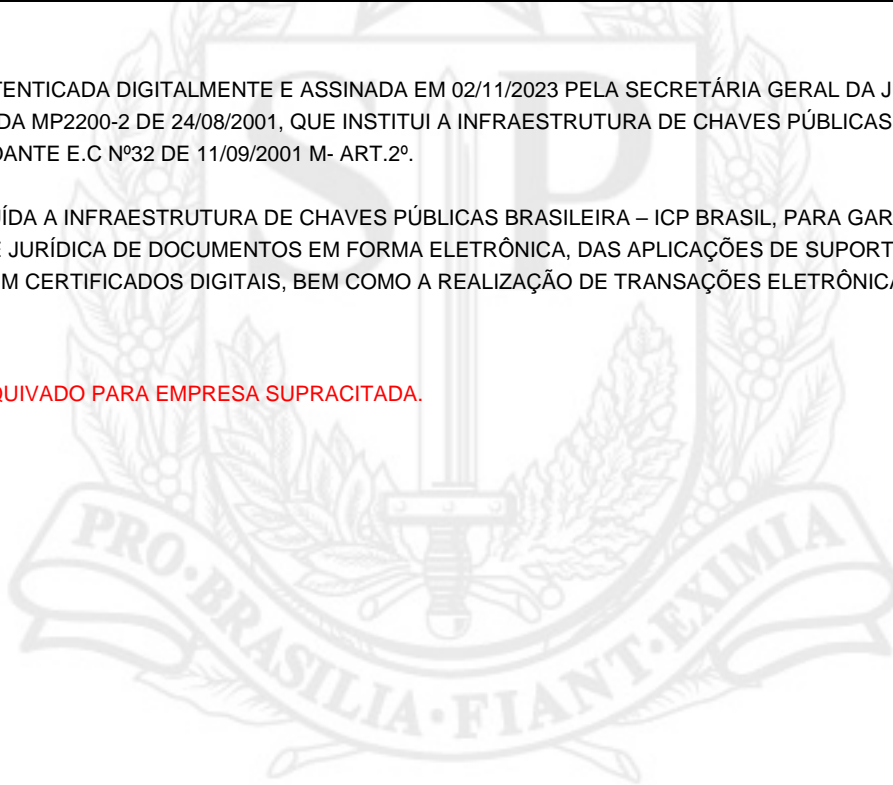 TENTICADA DIGITALMENTE E ASSINADA EM 02/11/2023 PELA SECRETÁRIA GERAL DA J
DA MP2200-2 DE 24/08/2001, QUE INSTITUI A INFRAESTRUTURA DE CHAVES PÚBLICAS
DANTE E.C Nº32 DE 11/09/2001 M- ART.2º.
ÍDA A INFRAESTRUTURA DE CHAVES PÚBLICAS BRASILEIRA – ICP BRASIL, PARA GAR
E JURÍDICA DE DOCUMENTOS EM FORMA ELETRÔNICA, DAS APLICAÇÕES DE SUPORT
M CERTIFICADOS DIGITAIS, BEM COMO A REALIZAÇÃO DE TRANSAÇÕES ELETRÔNICA
QUIVADO PARA EMPRESA SUPRACITADA.
SP
PRO·BRASILIA·FIANT·EXIMIA